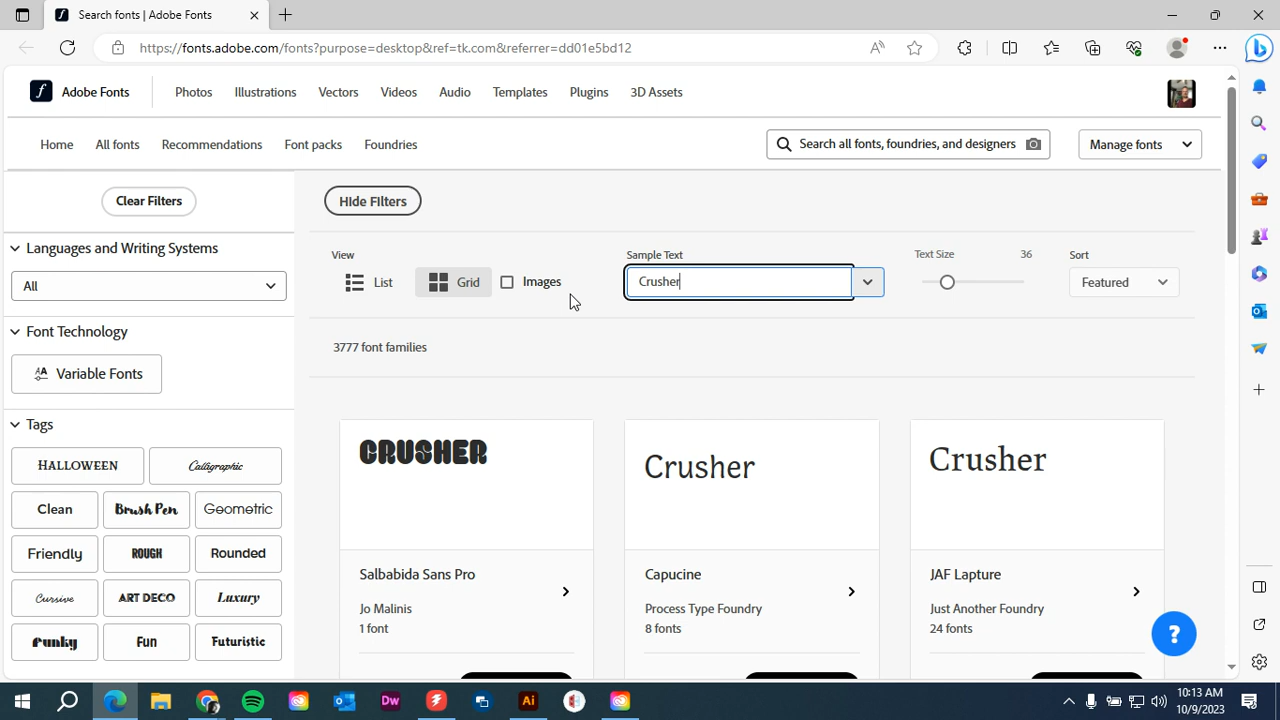 Search fonts | Adobe Fonts
https://fonts.adobe.com/fonts?purpose=desktop&ref=tk.com&referrer=dd01e5bd12
Adobe Fonts Photos Illustrations Vectors Videos Audio Templates Plugins 3D Assets
Home All fonts Recommendations Font packs Foundries Search all fonts, foundries, and designers Manage fonts
Clear Filters
Hide Filters
Languages and Writing Systems
All
Font Technology
Variable Fonts
Tags
HALLOWEEN Calligraphic
Clean Brush Pen Geometric
Friendly ROUGH Rounded
Cursive ART DECO Luxury
Funky Fun Futuristic
View
List Grid Images
Sample Text
Crusher
Text Size 36
Sort
Featured
3777 font families
CRUSHER
Salbabida Sans Pro
Jo Malinis
1 font
Crusher
Capucine
Process Type Foundry
8 fonts
Crusher
JAF Lapture
Just Another Foundry
24 fonts
?
Dw
Ai
10:13 AM
10/9/2023